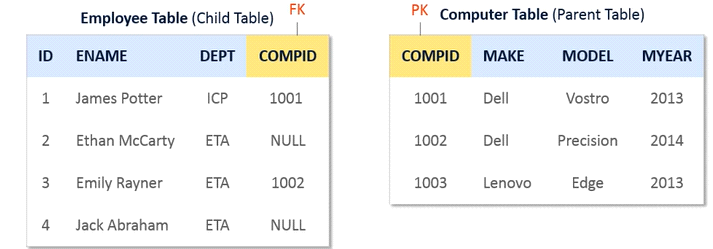 FK
Employee Table (Child Table)
ID ENAME DEPT COMPID
1 James Potter ICP 1001
2 Ethan McCarty ETA NULL
3 Emily Rayner ETA 1002
4 Jack Abraham ETA NULL
PK
Computer Table (Parent Table)
COMPID MAKE MODEL MYEAR
1001 Dell Vostro 2013
1002 Dell Precision 2014
1003 Lenovo Edge 2013